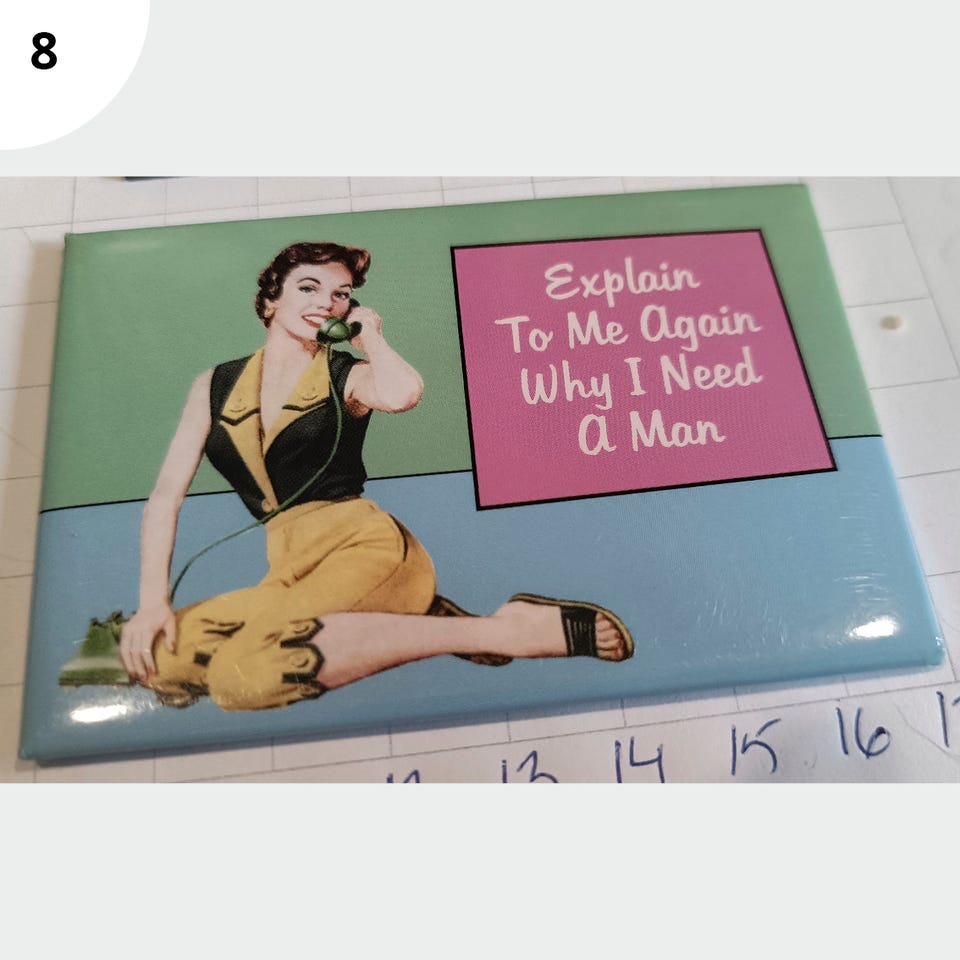 8
Explain
To Me Again
Why I Need
A Man
13 14 15 16